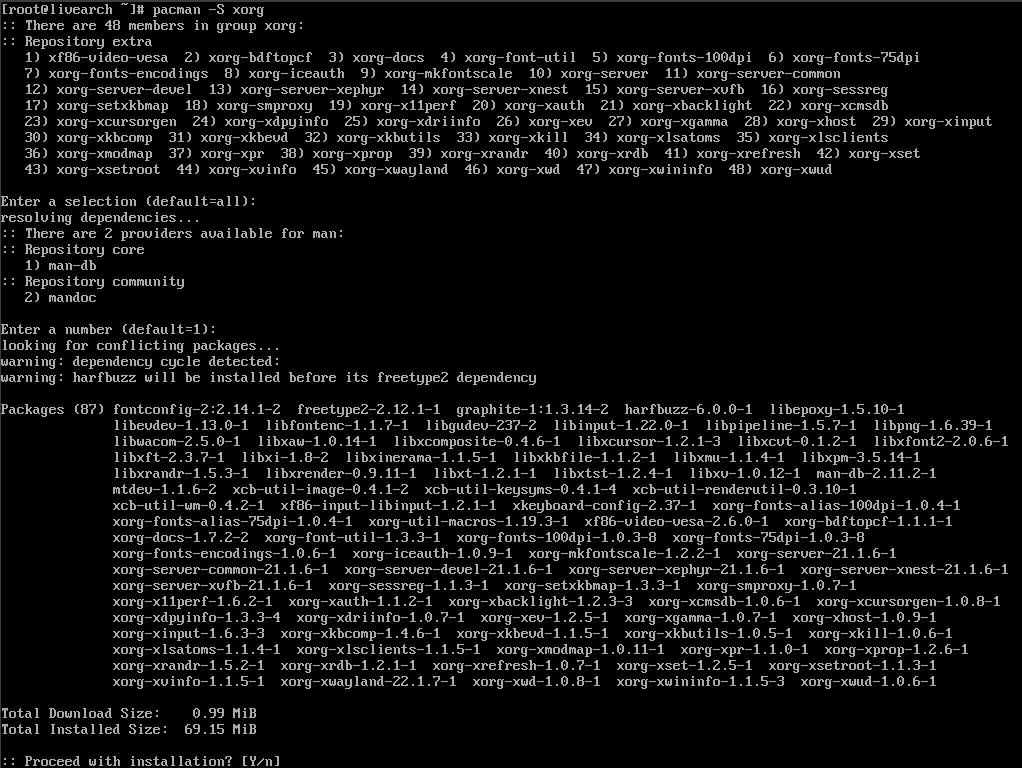 [root@livearch ~]# pacman -S xorg
:: There are 48 members in group xorg:
:: Repository extra
   1) xf86-video-vesa  2) xorg-bdftopcf  3) xorg-docs  4) xorg-font-util  5) xorg-fonts-100dpi  6) xorg-fonts-75dpi
   7) xorg-fonts-encodings  8) xorg-iceauth  9) xorg-mkfontscale  10) xorg-server  11) xorg-server-common
   12) xorg-server-devel  13) xorg-server-xephyr  14) xorg-server-xnest  15) xorg-server-xvfb  16) xorg-sessreg
   17) xorg-setxkbmap  18) xorg-smproxy  19) xorg-x11perf  20) xorg-xauth  21) xorg-xbacklight  22) xorg-xcmsdb
   23) xorg-xcursorgen  24) xorg-xdpyinfo  25) xorg-xdriinfo  26) xorg-xev  27) xorg-xgamma  28) xorg-xhost  29) xorg-xinput
   30) xorg-xkbcomp  31) xorg-xkbevd  32) xorg-xkbutils  33) xorg-xkill  34) xorg-xlsatoms  35) xorg-xlsclients
   36) xorg-xmodmap  37) xorg-xpr  38) xorg-xprop  39) xorg-xrandr  40) xorg-xrdb  41) xorg-xrefresh  42) xorg-xset
   43) xorg-xsetroot  44) xorg-xvinfo  45) xorg-xwayland  46) xorg-xwd  47) xorg-xwininfo  48) xorg-xwud
Enter a selection (default=all):
resolving dependencies...
:: There are 2 providers available for man:
:: Repository core
   1) man-db
:: Repository community
   2) mandoc
Enter a number (default=1):
looking for conflicting packages...
warning: dependency cycle detected:
warning: harfbuzz will be installed before its freetype2 dependency
Packages (87) fontconfig-2:2.14.1-2  freetype2-2.12.1-1  graphite-1:1.3.14-2  harfbuzz-6.0.0-1  libepoxy-1.5.10-1
              libevdev-1.13.0-1  libfontenc-1.1.7-1  libgudev-237-2  libinput-1.22.0-1  libpipeline-1.5.7-1  libpng-1.6.39-1
              libwacom-2.5.0-1  libxaw-1.0.14-1  libxcomposite-0.4.6-1  libxcursor-1.2.1-3  libxcvt-0.1.2-1  libxfont2-2.0.6-1
              libxft-2.3.7-1  libxi-1.8-2  libxinerama-1.1.5-1  libxkbfile-1.1.2-1  libxmu-1.1.4-1  libxpm-3.5.14-1
              libxrandr-1.5.3-1  libxrender-0.9.11-1  libxt-1.2.1-1  libxtst-1.2.4-1  libxv-1.0.12-1  man-db-2.11.2-1
              mtdev-1.1.6-2  xcb-util-image-0.4.1-2  xcb-util-keysyms-0.4.1-4  xcb-util-renderutil-0.3.10-1
              xcb-util-wm-0.4.2-1  xf86-input-libinput-1.2.1-1  xkeyboard-config-2.37-1  xorg-fonts-alias-100dpi-1.0.4-1
              xorg-fonts-alias-75dpi-1.0.4-1  xorg-util-macros-1.19.3-1  xf86-video-vesa-2.6.0-1  xorg-bdftopcf-1.1.1-1
              xorg-docs-1.7.2-2  xorg-font-util-1.3.3-1  xorg-fonts-100dpi-1.0.3-8  xorg-fonts-75dpi-1.0.3-8
              xorg-fonts-encodings-1.0.6-1  xorg-iceauth-1.0.9-1  xorg-mkfontscale-1.2.2-1  xorg-server-21.1.6-1
              xorg-server-common-21.1.6-1  xorg-server-devel-21.1.6-1  xorg-server-xephyr-21.1.6-1  xorg-server-xnest-21.1.6-1
              xorg-server-xvfb-21.1.6-1  xorg-sessreg-1.1.3-1  xorg-setxkbmap-1.3.3-1  xorg-smproxy-1.0.7-1
              xorg-x11perf-1.6.2-1  xorg-xauth-1.1.2-1  xorg-xbacklight-1.2.3-3  xorg-xcmsdb-1.0.6-1  xorg-xcursorgen-1.0.8-1
              xorg-xdpyinfo-1.3.3-4  xorg-xdriinfo-1.0.7-1  xorg-xev-1.2.5-1  xorg-xgamma-1.0.7-1  xorg-xhost-1.0.9-1
              xorg-xinput-1.6.3-3  xorg-xkbcomp-1.4.6-1  xorg-xkbevd-1.1.5-1  xorg-xkbutils-1.0.5-1  xorg-xkill-1.0.6-1
              xorg-xlsatoms-1.1.4-1  xorg-xlsclients-1.1.5-1  xorg-xmodmap-1.0.11-1  xorg-xpr-1.1.0-1  xorg-xprop-1.2.6-1
              xorg-xrandr-1.5.2-1  xorg-xrdb-1.2.1-1  xorg-xrefresh-1.0.7-1  xorg-xset-1.2.5-1  xorg-xsetroot-1.1.3-1
              xorg-xvinfo-1.1.5-1  xorg-xwayland-22.1.7-1  xorg-xwd-1.0.8-1  xorg-xwininfo-1.1.5-3  xorg-xwud-1.0.6-1
Total Download Size:    0.99 MiB
Total Installed Size:  69.15 MiB
:: Proceed with installation? [Y/n]